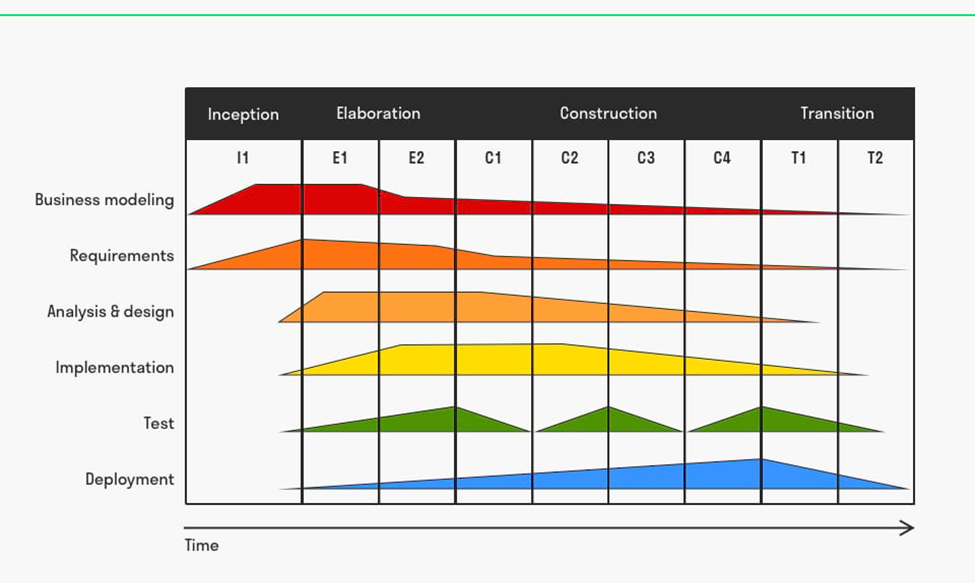 Inception Elaboration Construction Transition
I1 E1 E2 C1 C2 C3 C4 T1 T2
Business modeling
Requirements
Analysis & design
Implementation
Test
Deployment
Time